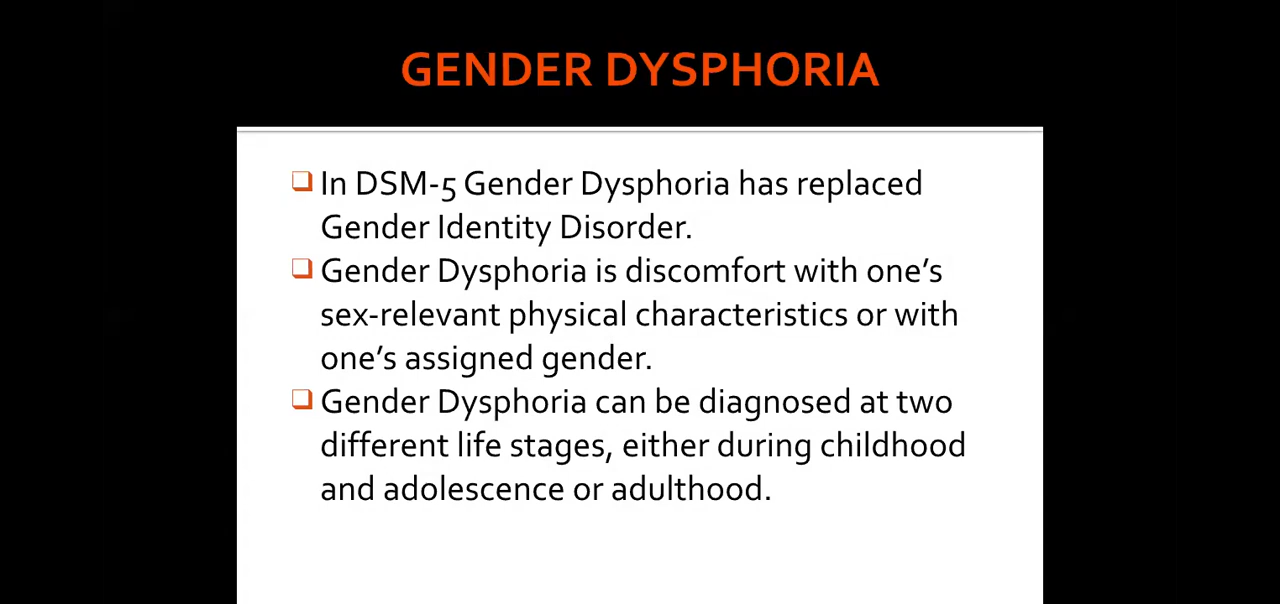 GENDER DYSPHORIA
In DSM-5 Gender Dysphoria has replaced
Gender Identity Disorder.
Gender Dysphoria is discomfort with one’s
sex-relevant physical characteristics or with
one’s assigned gender.
Gender Dysphoria can be diagnosed at two
different life stages, either during childhood
and adolescence or adulthood.